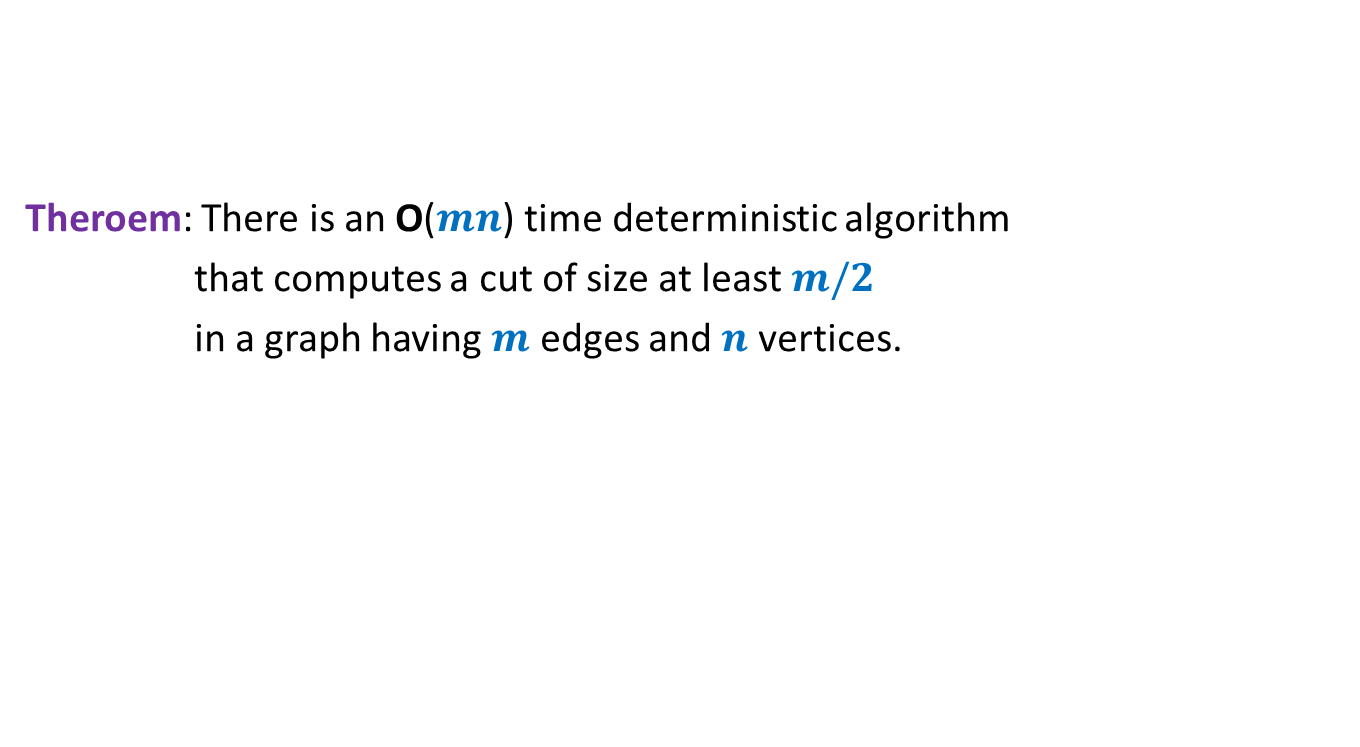 Theroem: There is an O(mn) time deterministic algorithm
that computes a cut of size at least m/2
in a graph having m edges and n vertices.